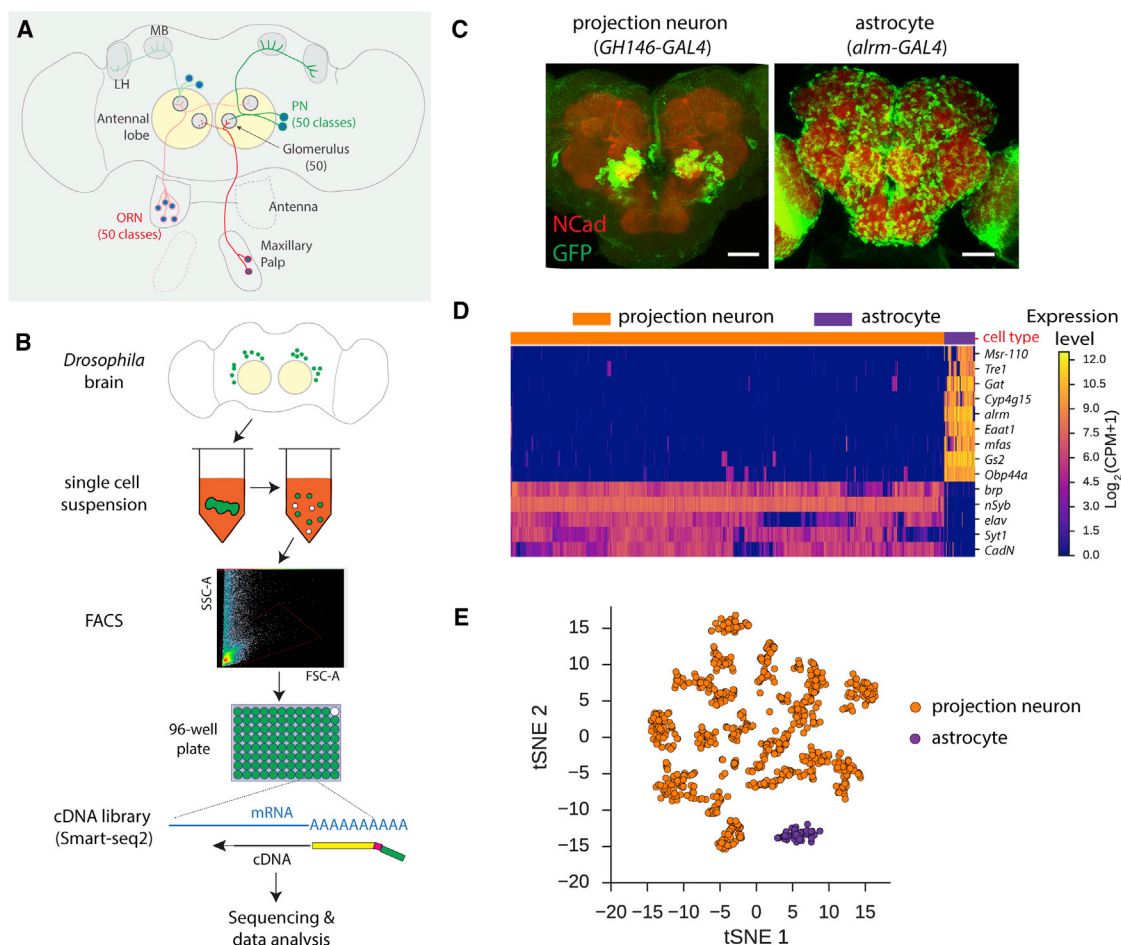 A
MB
LH
PN
(50 classes)
Antennal
lobe
Glomerulus
(50)
Antenna
ORN
(50 classes)
Maxillary
Palp
B
Drosophila
brain
single cell
suspension
FACS
SSC-A
FSC-A
96-well
plate
cDNA library
(Smart-seq2)
mRNA
AAAAAAAAAA
cDNA
Sequencing &
data analysis
C
projection neuron
(GH146-GAL4)
astrocyte
(alrm-GAL4)
NCad
GFP
D
projection neuron
astrocyte
Expression
level
cell type
Msr-110
Tre1
Gat
Cyp4g15
alrm
Eaat1
mfas
Gs2
Obp44a
brp
nSyb
elav
Syt1
CadN
12.0
10.5
9.0
7.5
6.0
4.5
3.0
1.5
0.0
Log2(CPM+1)
E
15
10
5
0
−5
−10
−15
−20
tSNE 2
−20 −15 −10 −5 0 5 10 15
tSNE 1
projection neuron
astrocyte